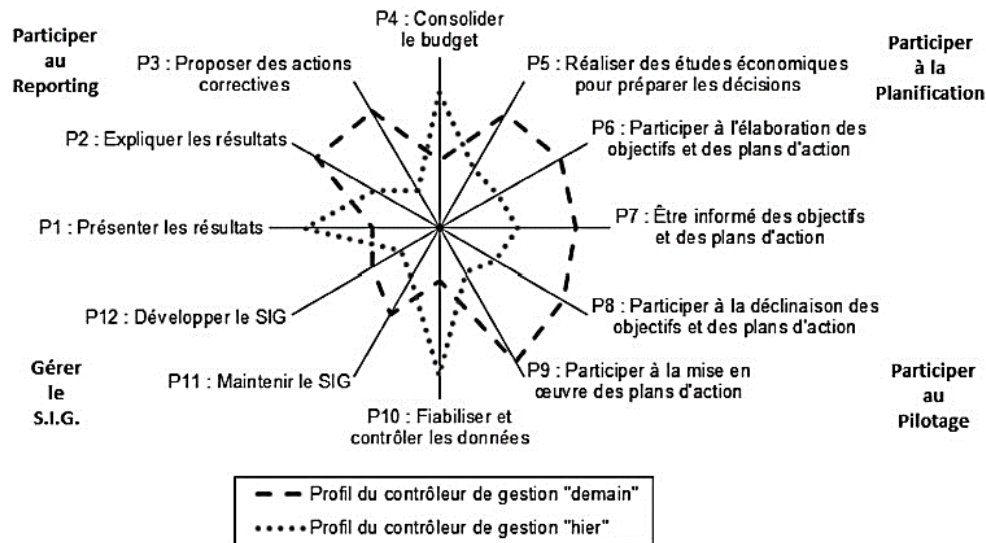 Participer
au
Reporting
P4 : Consolider
le budget
Participer
à la
Planification
P3 : Proposer des actions
correctives
P5 : Réaliser des études économiques
pour préparer les décisions
P2 : Expliquer les résultats
P6 : Participer à l'élaboration des
objectifs et des plans d'action
P1 : Présenter les résultats
P7 : Être informé des objectifs
et des plans d'action
P12 : Développer le SIG
P8 : Participer à la déclinaison des
objectifs et des plans d'action
P11 : Maintenir le SIG
P9 : Participer à la mise en
œuvre des plans d'action
Gérer
le
S.I.G.
P10 : Fiabiliser et
contrôler les données
Participer
au
Pilotage
Profil du contrôleur de gestion "demain"
Profil du contrôleur de gestion "hier"